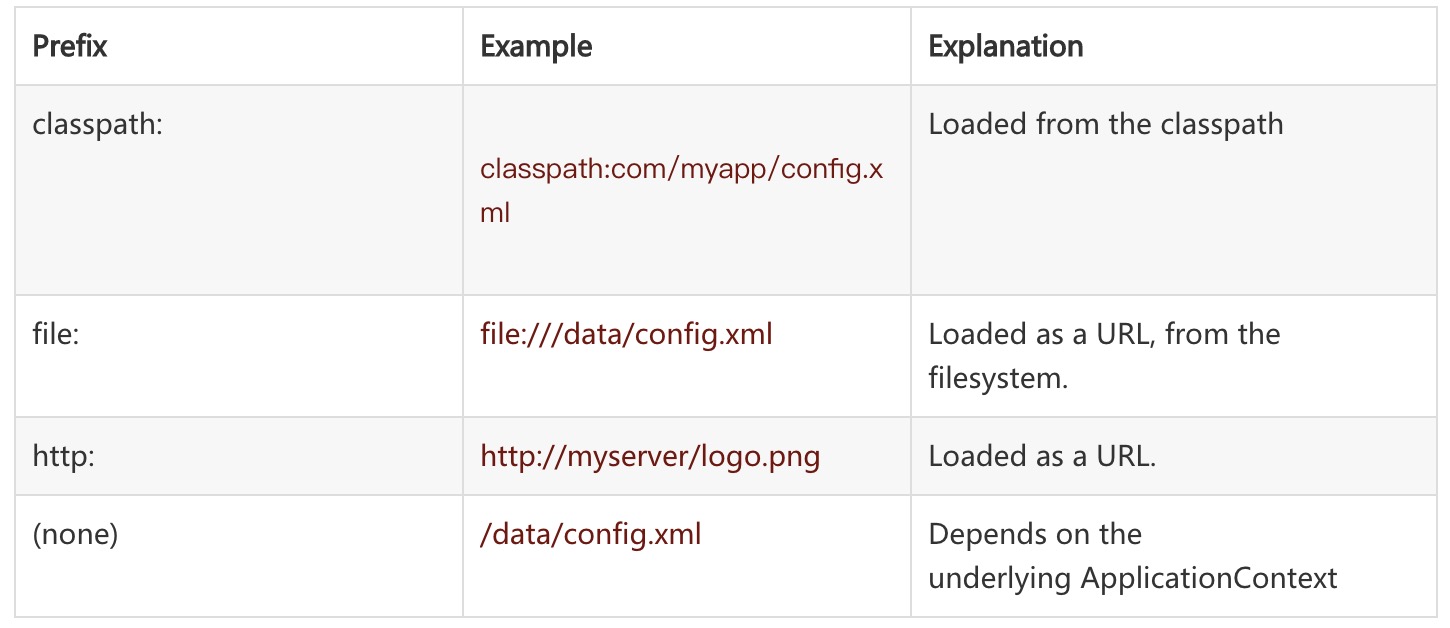 Prefix Example Explanation
classpath: Loaded from the classpath
classpath:com/myapp/config.x
ml
file: file:///data/config.xml Loaded as a URL, from the
filesystem.
http: http://myserver/logo.png Loaded as a URL.
(none) /data/config.xml Depends on the
underlying ApplicationContext